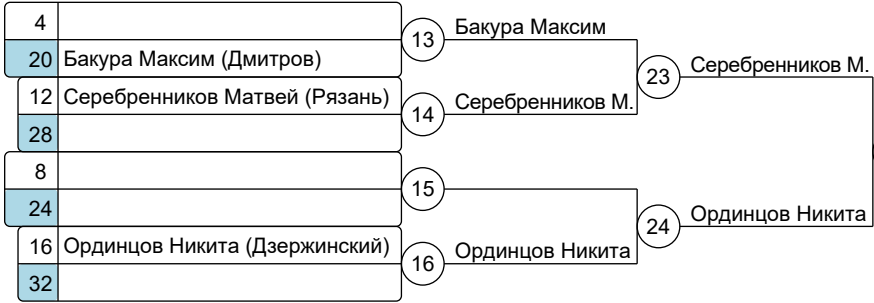 4
20 Бакура Максим (Дмитров)
12 Серебренников Матвей (Рязань)
28
8
24
16 Ординцов Никита (Дзержинский)
32
13 Бакура Максим
14 Серебренников М.
15
16 Ординцов Никита
23 Серебренников М.
24 Ординцов Никита